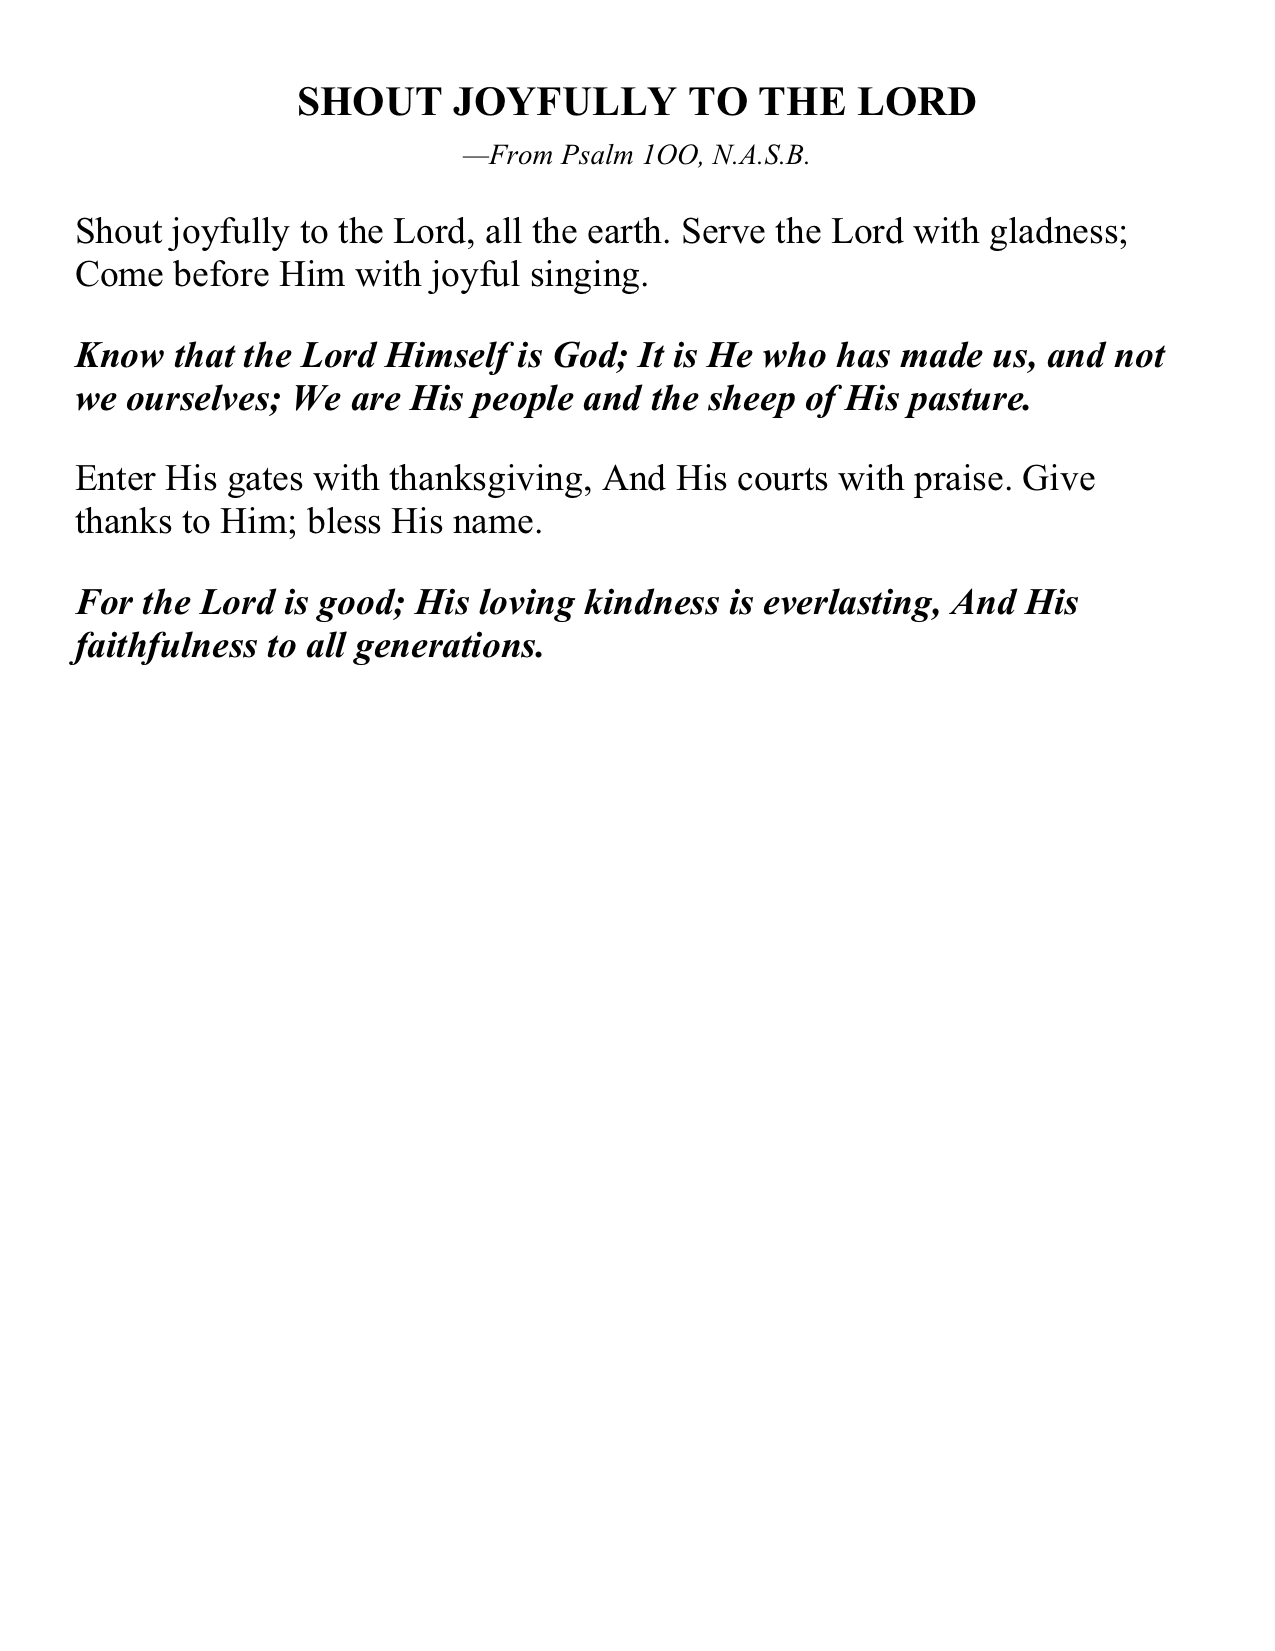 SHOUT JOYFULLY TO THE LORD
—From Psalm 1OO, N.A.S.B.
Shout joyfully to the Lord, all the earth. Serve the Lord with gladness;
Come before Him with joyful singing.
Know that the Lord Himself is God; It is He who has made us, and not
we ourselves; We are His people and the sheep of His pasture.
Enter His gates with thanksgiving, And His courts with praise. Give
thanks to Him; bless His name.
For the Lord is good; His loving kindness is everlasting, And His
faithfulness to all generations.